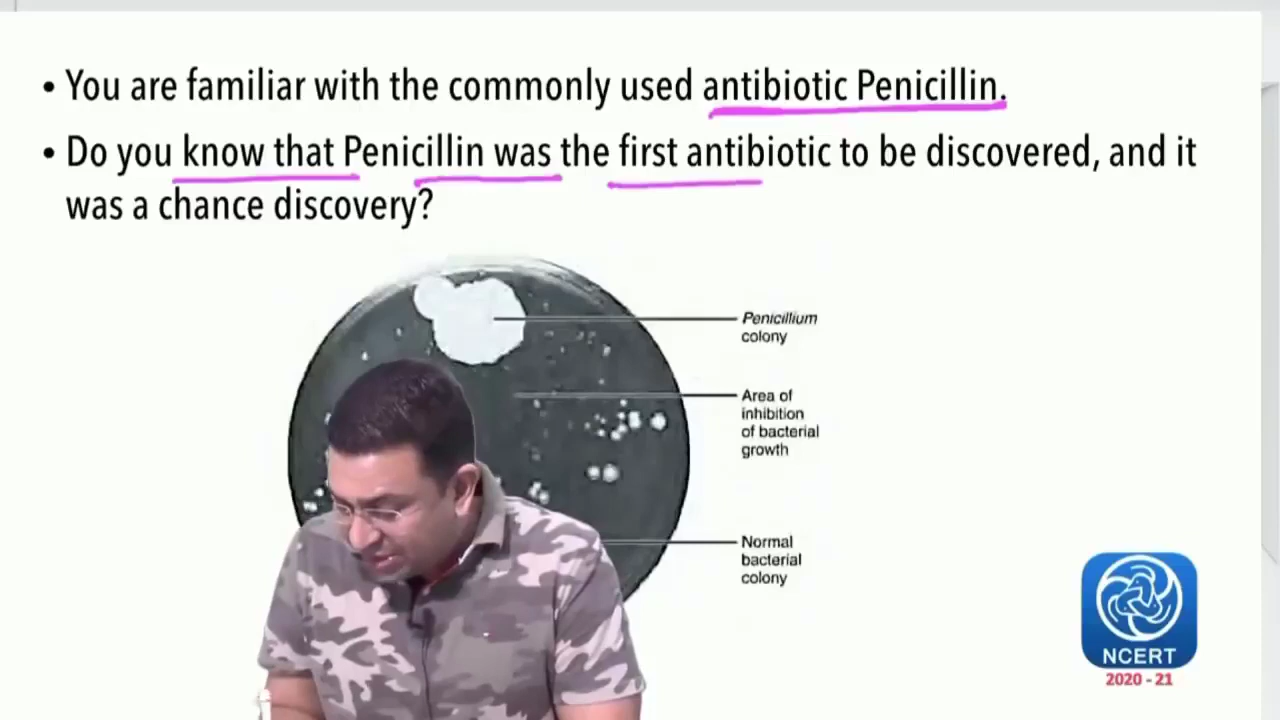 • You are familiar with the commonly used antibiotic Penicillin.
• Do you know that Penicillin was the first antibiotic to be discovered, and it
was a chance discovery?
Penicillium
colony
Area of
inhibition
of bacterial
growth
Normal
bacterial
colony
NCERT
2020 - 21